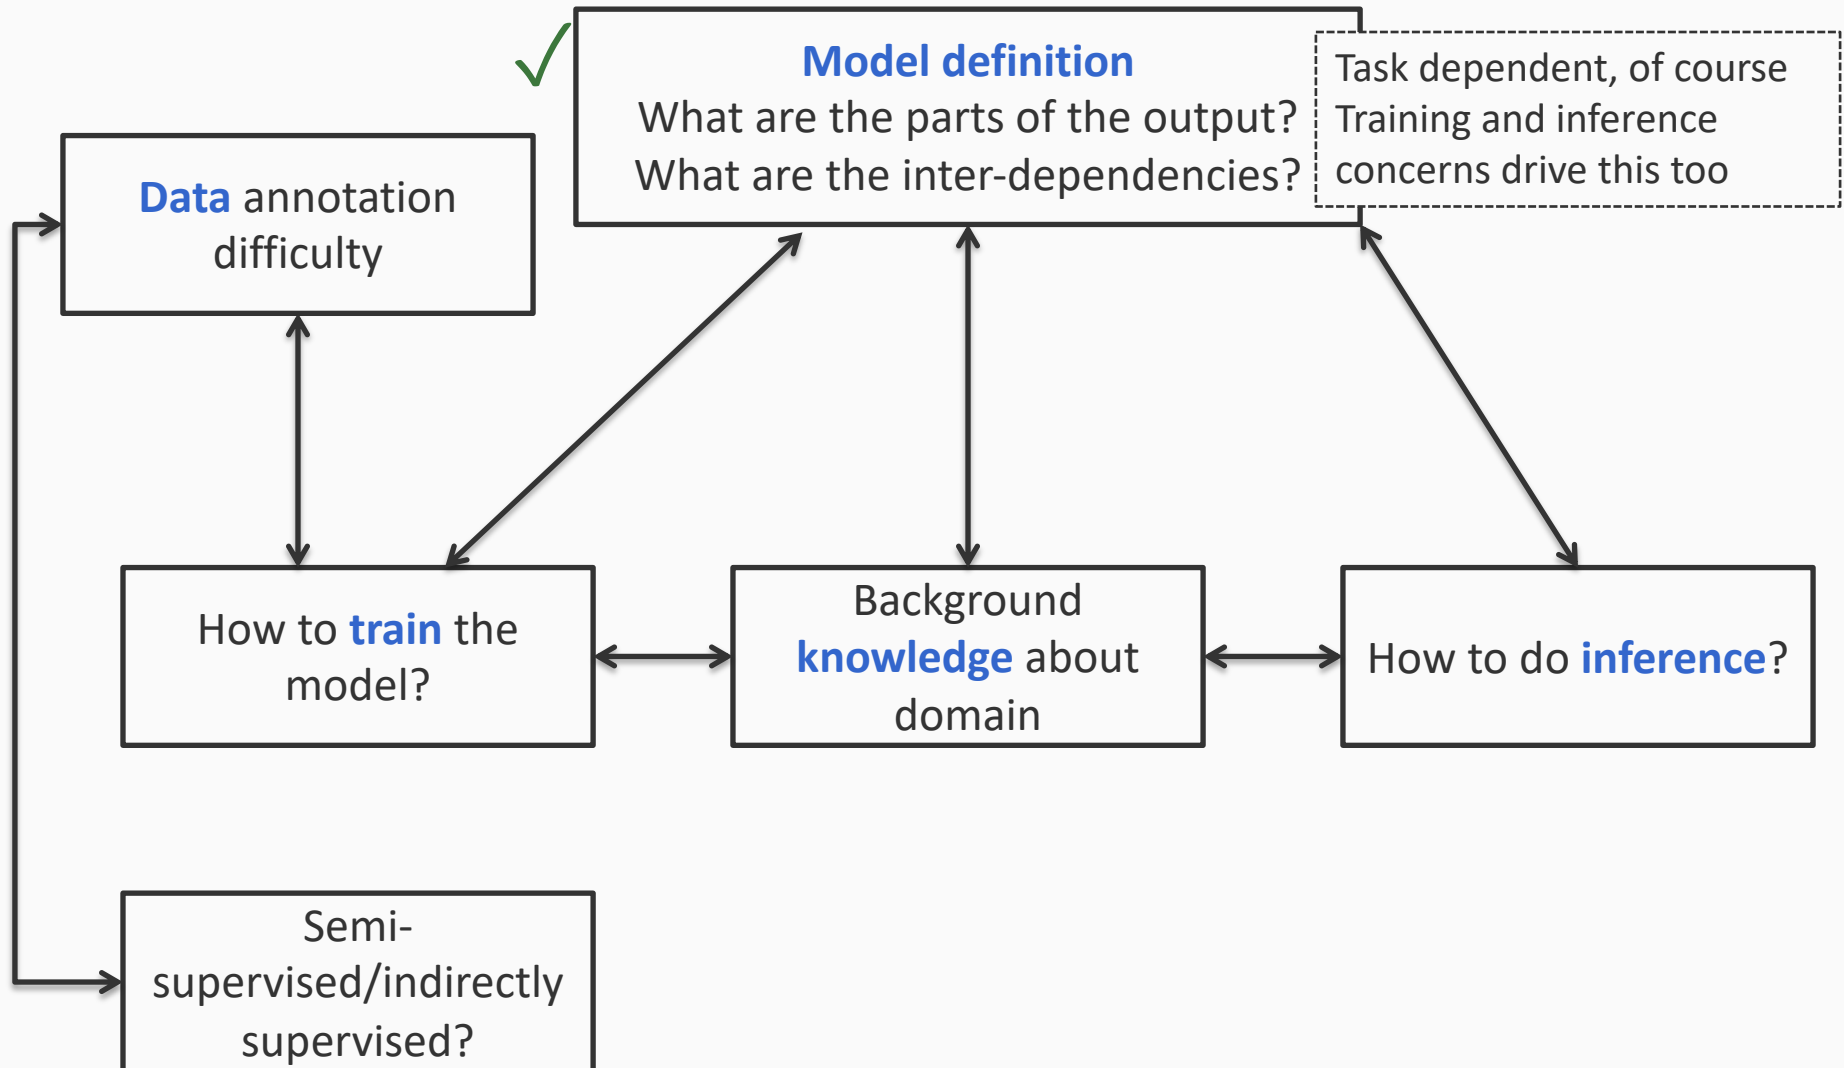 Model definition
What are the parts of the output?
What are the inter-dependencies?
Task dependent, of course
Training and inference
concerns drive this too
Data annotation
difficulty
How to train the
model?
Background
knowledge about
domain
How to do inference?
Semi-
supervised/indirectly
supervised?